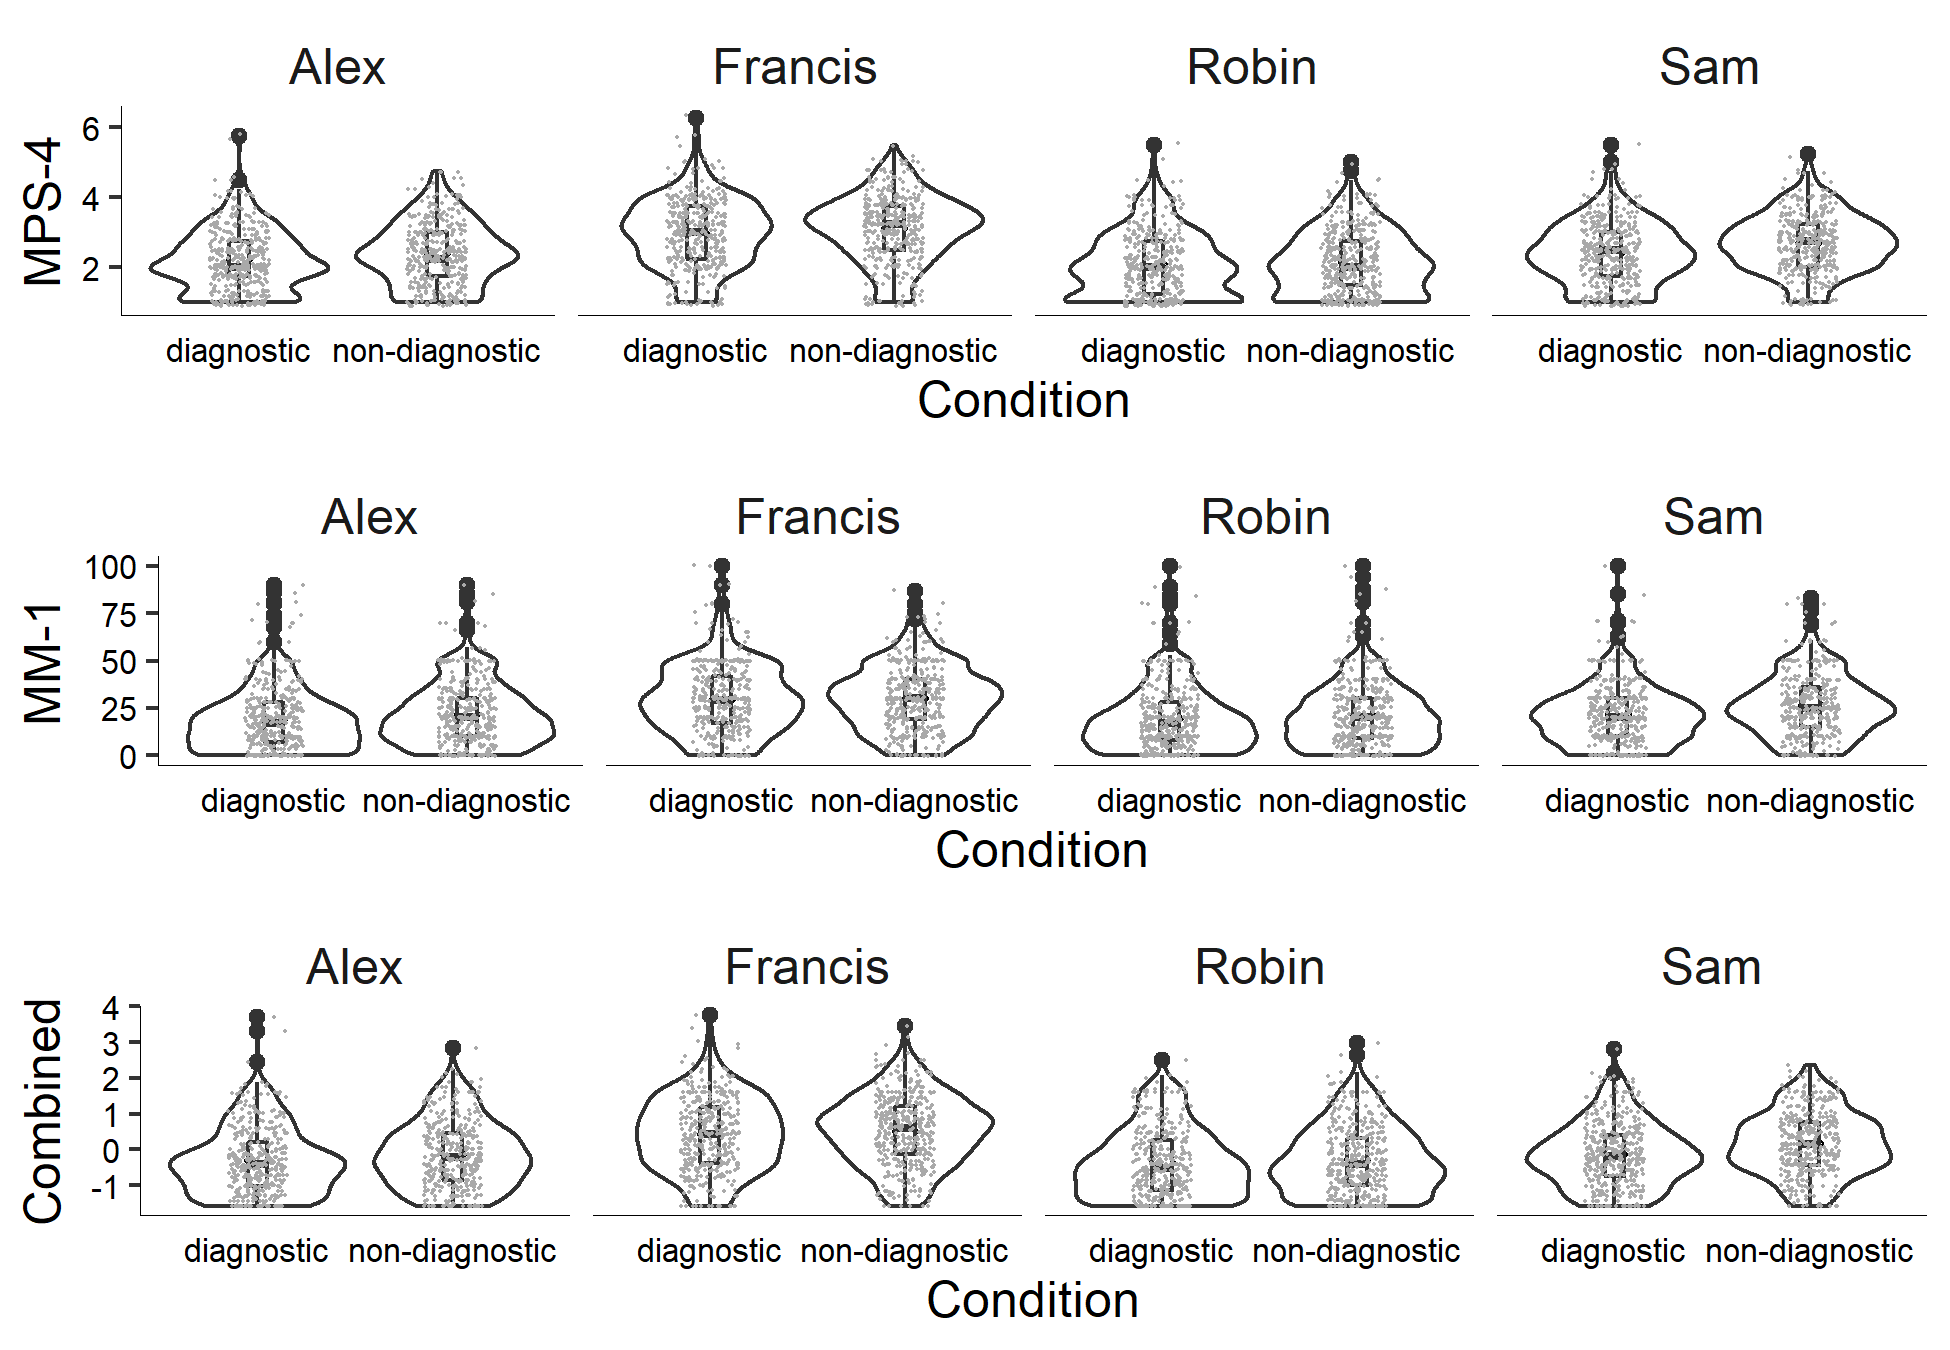 Alex Francis Robin Sam
MPS-4
6
4
2
diagnostic non-diagnostic diagnostic non-diagnostic diagnostic non-diagnostic diagnostic non-diagnostic
Condition
Alex Francis Robin Sam
MM-1
100
75
50
25
0
diagnostic non-diagnostic diagnostic non-diagnostic diagnostic non-diagnostic diagnostic non-diagnostic
Condition
Alex Francis Robin Sam
Combined
4
3
2
1
0
-1
diagnostic non-diagnostic diagnostic non-diagnostic diagnostic non-diagnostic diagnostic non-diagnostic
Condition